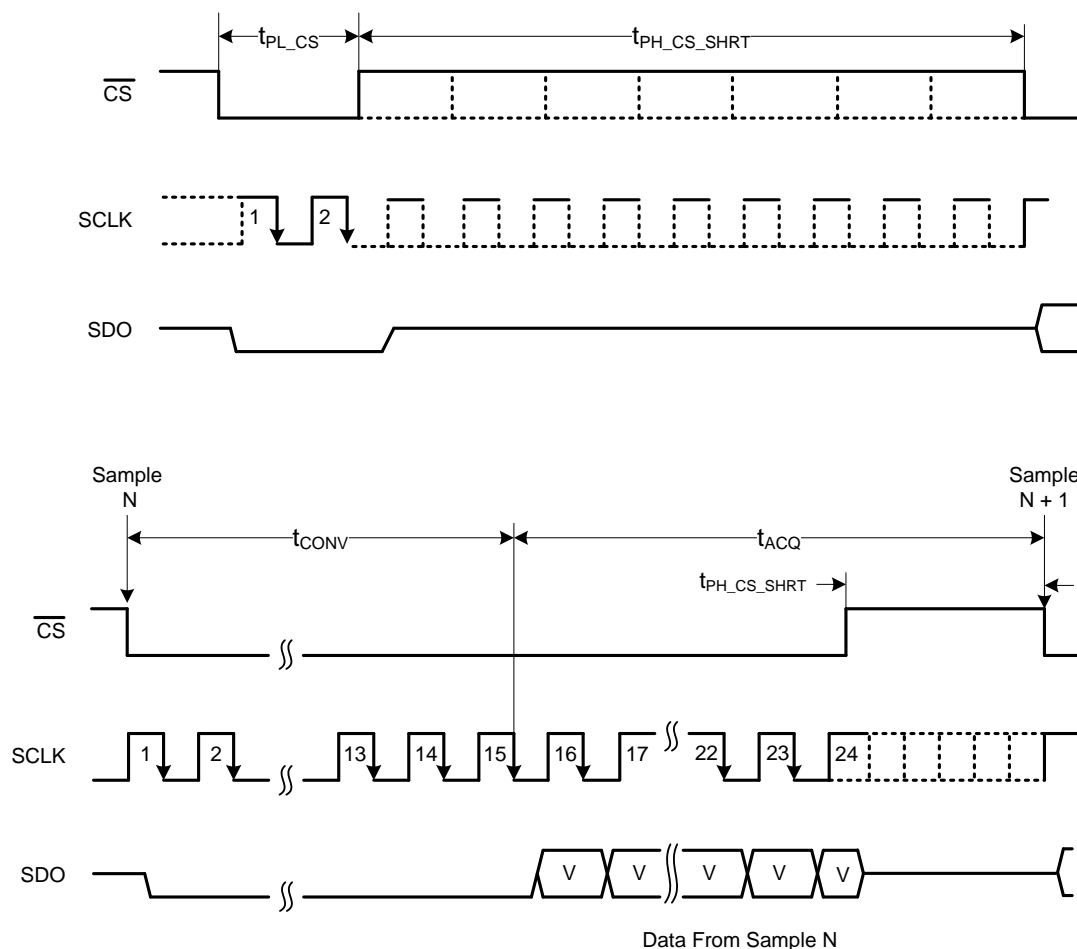 tPL_CS tPH_CS_SHRT
CS
SCLK 1 2
SDO
Sample N Sample N + 1
tCONV tACQ
tPH_CS_SHRT
CS
SCLK 1 2 13 14 15 16 17 22 23 24
SDO V V V V V
Data From Sample N